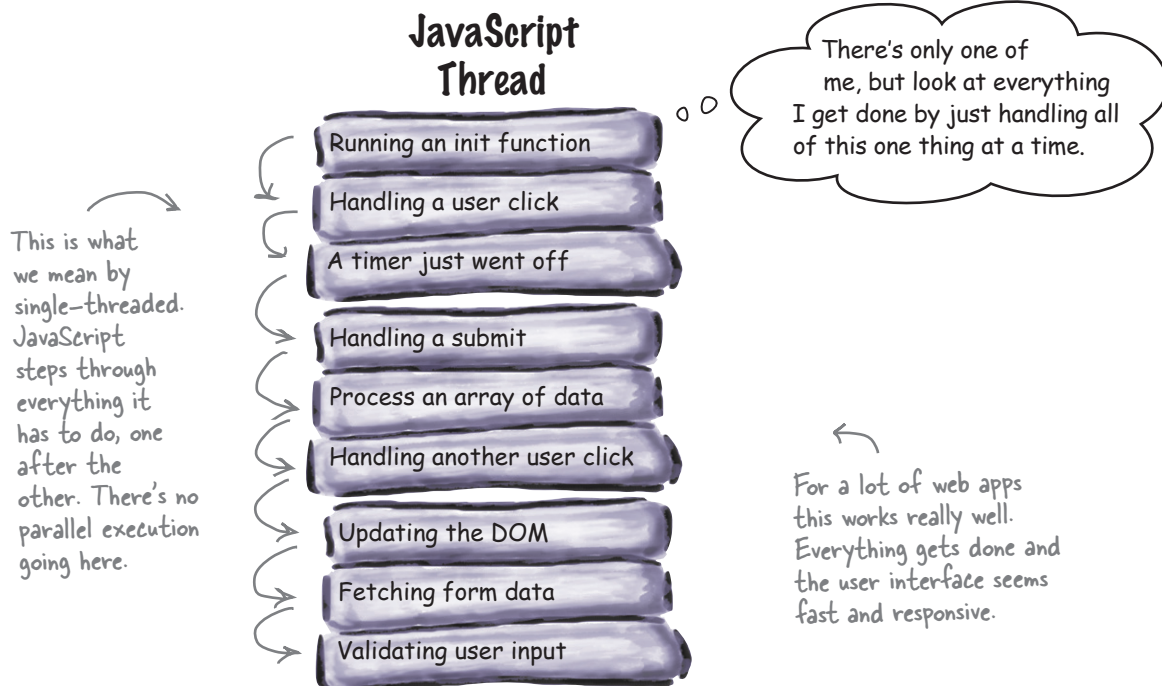 JavaScript
Thread
There's only one of
me, but look at everything
I get done by just handling all
of this one thing at a time.
Running an init function
Handling a user click
A timer just went off
Handling a submit
Process an array of data
Handling another user click
Updating the DOM
Fetching form data
Validating user input
This is what
we mean by
single-threaded.
JavaScript
steps through
everything it
has to do, one
after the
other. There's no
parallel execution
going here.
For a lot of web apps
this works really well.
Everything gets done and
the user interface seems
fast and responsive.